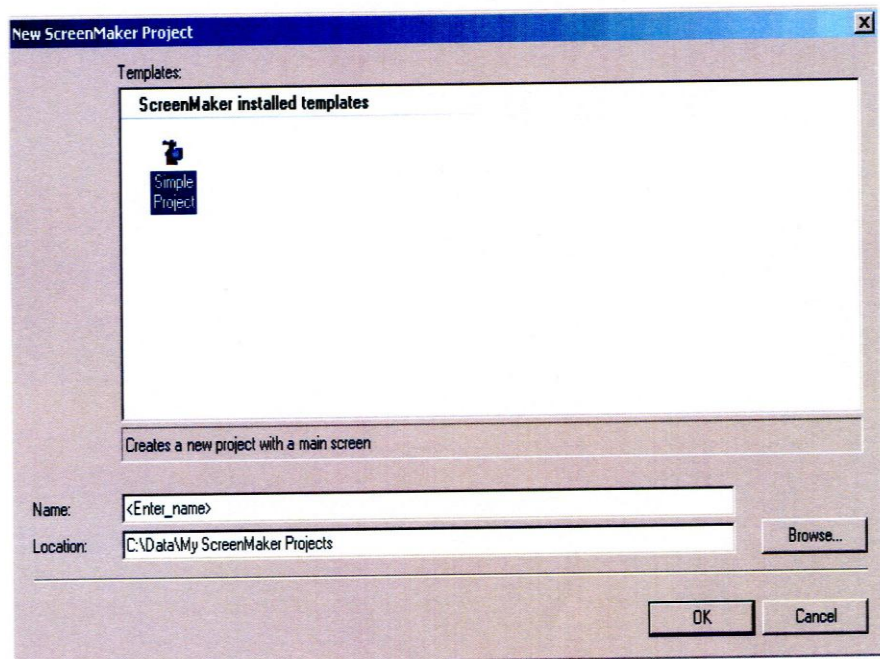 New ScreenMaker Project
Templates:
ScreenMaker installed templates
Simple
Project
Creates a new project with a main screen
Name:
<Enter_name>
Location:
C:\Data\My ScreenMaker Projects
Browse...
OK
Cancel